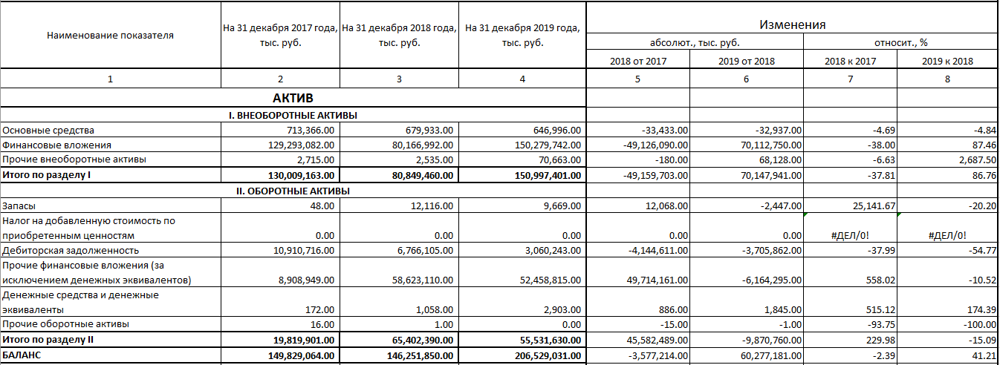 Наименование показателя На 31 декабря 2017 года, тыс. руб. На 31 декабря 2018 года, тыс. руб. На 31 декабря 2019 года, тыс. руб. Изменения
абсолют., тыс. руб. относит., %
2018 от 2017 2019 от 2018 2018 к 2017 2019 к 2018
1 2 3 4 5 6 7 8
АКТИВ
I. ВНЕОБОРОТНЫЕ АКТИВЫ
Основные средства 713,366.00 679,933.00 646,996.00 -33,433.00 -32,937.00 -4.69 -4.84
Финансовые вложения 129,293,082.00 80,166,992.00 150,279,742.00 -49,126,090.00 70,112,750.00 -38.00 87.46
Прочие внеоборотные активы 2,715.00 2,535.00 70,663.00 -180.00 68,128.00 -6.63 2,687.50
Итого по разделу I 130,009,163.00 80,849,460.00 150,997,401.00 -49,159,703.00 70,147,941.00 -37.81 86.76
II. ОБОРОТНЫЕ АКТИВЫ
Запасы 48.00 12,116.00 9,669.00 12,068.00 -2,447.00 25,141.67 -20.20
Налог на добавленную стоимость по
приобретенным ценностям 0.00 0.00 0.00 0.00 0.00 #ДЕЛ/0! #ДЕЛ/0!
Дебиторская задолженность 10,910,716.00 6,766,105.00 3,060,243.00 -4,144,611.00 -3,705,862.00 -37.99 -54.77
Прочие финансовые вложения (за
исключением денежных эквивалентов) 8,908,949.00 58,623,110.00 52,458,815.00 49,714,161.00 -6,164,295.00 558.02 -10.52
Денежные средства и денежные
эквиваленты 172.00 1,058.00 2,903.00 886.00 1,845.00 515.12 174.39
Прочие оборотные активы 16.00 1.00 0.00 -15.00 -1.00 -93.75 -100.00
Итого по разделу II 19,819,901.00 65,402,390.00 55,531,630.00 45,582,489.00 -9,870,760.00 229.98 -15.09
БАЛАНС 149,829,064.00 146,251,850.00 206,529,031.00 -3,577,214.00 60,277,181.00 -2.39 41.21